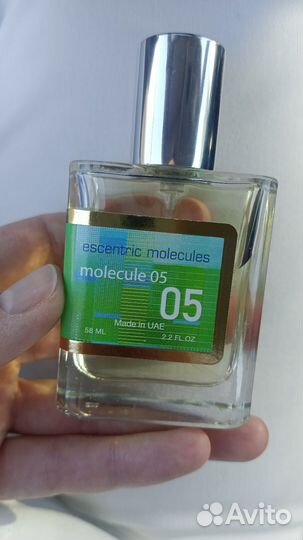 escentric molecules
molecule 05
05
Made in UAE
58 ML 2.2 FL.OZ
Avito